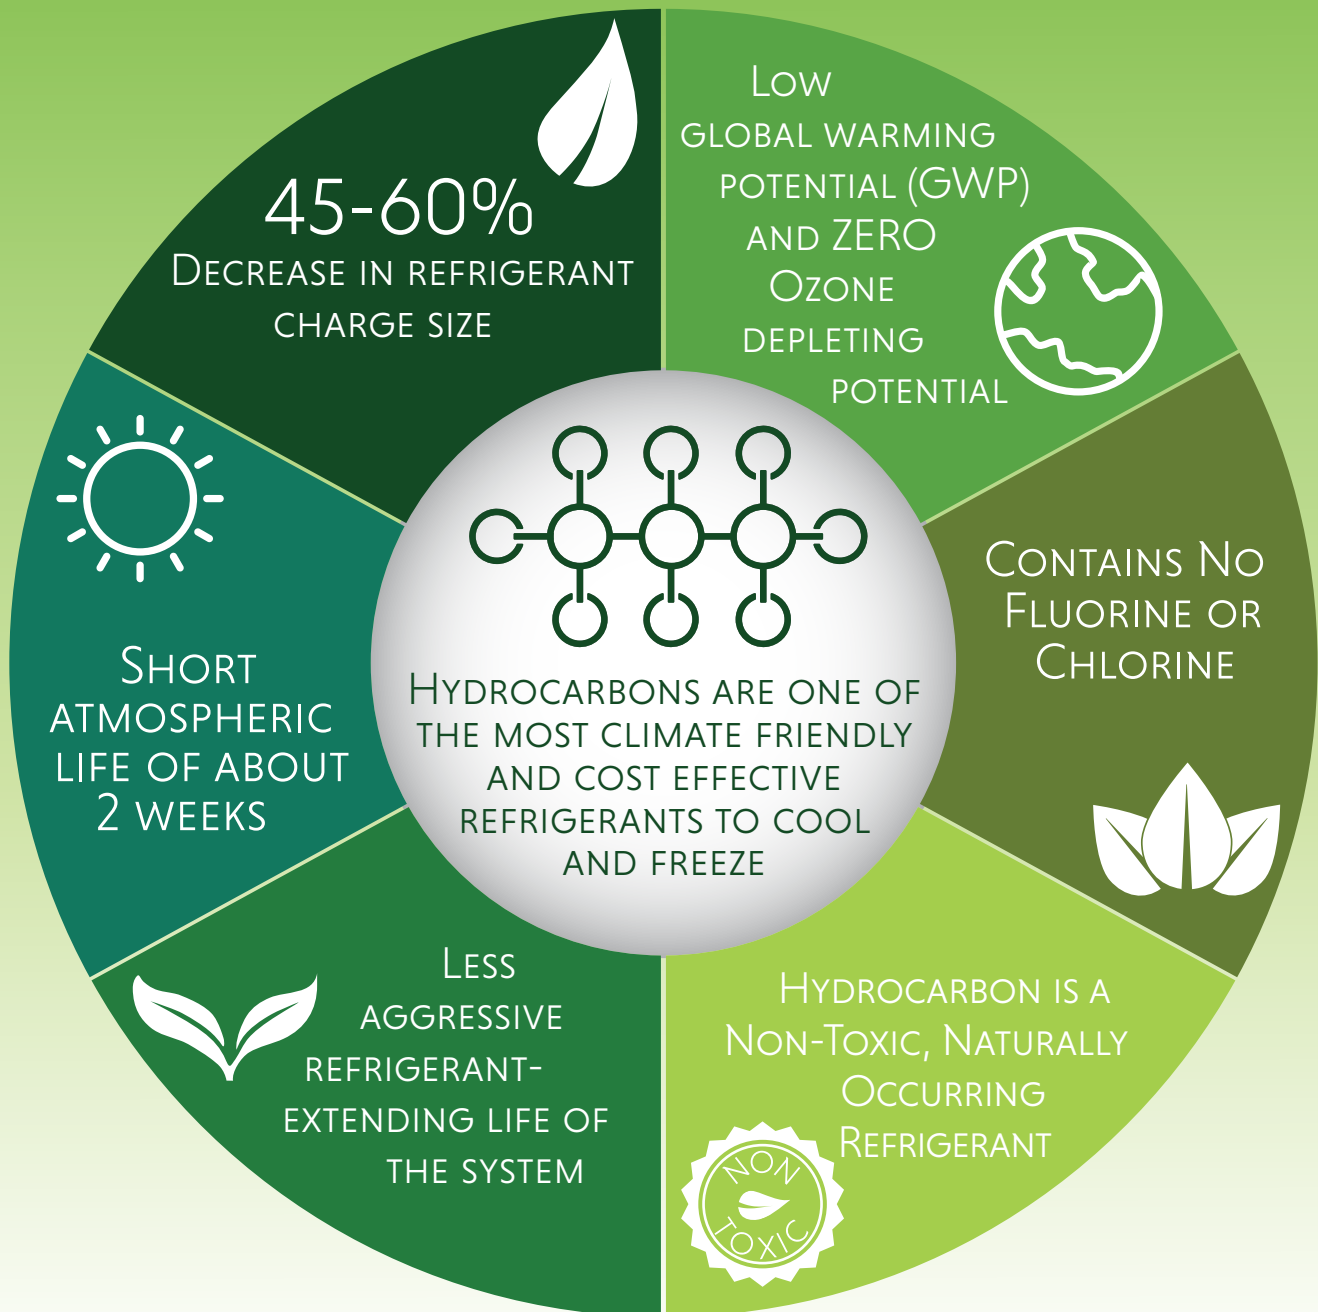 45-60%
Decrease in refrigerant
charge size
Low
global warming
potential (GWP)
and ZERO
Ozone
depleting
potential
Contains No
Fluorine or
Chlorine
Hydrocarbon is a
Non-Toxic, Naturally
Occurring
Refrigerant
NON
TOXIC
Less
aggressive
refrigerant-
extending life of
the system
Short
atmospheric
life of about
2 weeks
Hydrocarbons are one of
the most climate friendly
and cost effective
refrigerants to cool
and freeze